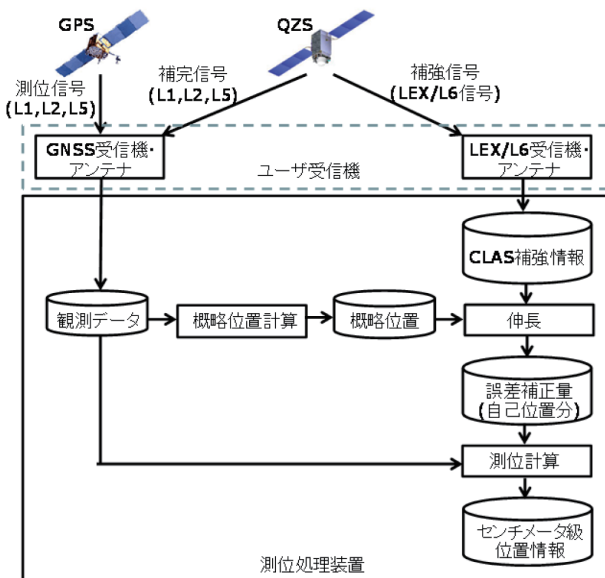 GPS
QZS
測位信号
(L1,L2,L5)
補完信号
(L1,L2,L5)
補強信号
(LEX/L6信号)
GNSS受信機・
アンテナ
ユーザ受信機
LEX/L6受信機・
アンテナ
CLAS補強情報
観測データ
概略位置計算
概略位置
伸長
誤差補正量
(自己位置分)
測位計算
センチメータ級
位置情報
測位処理装置